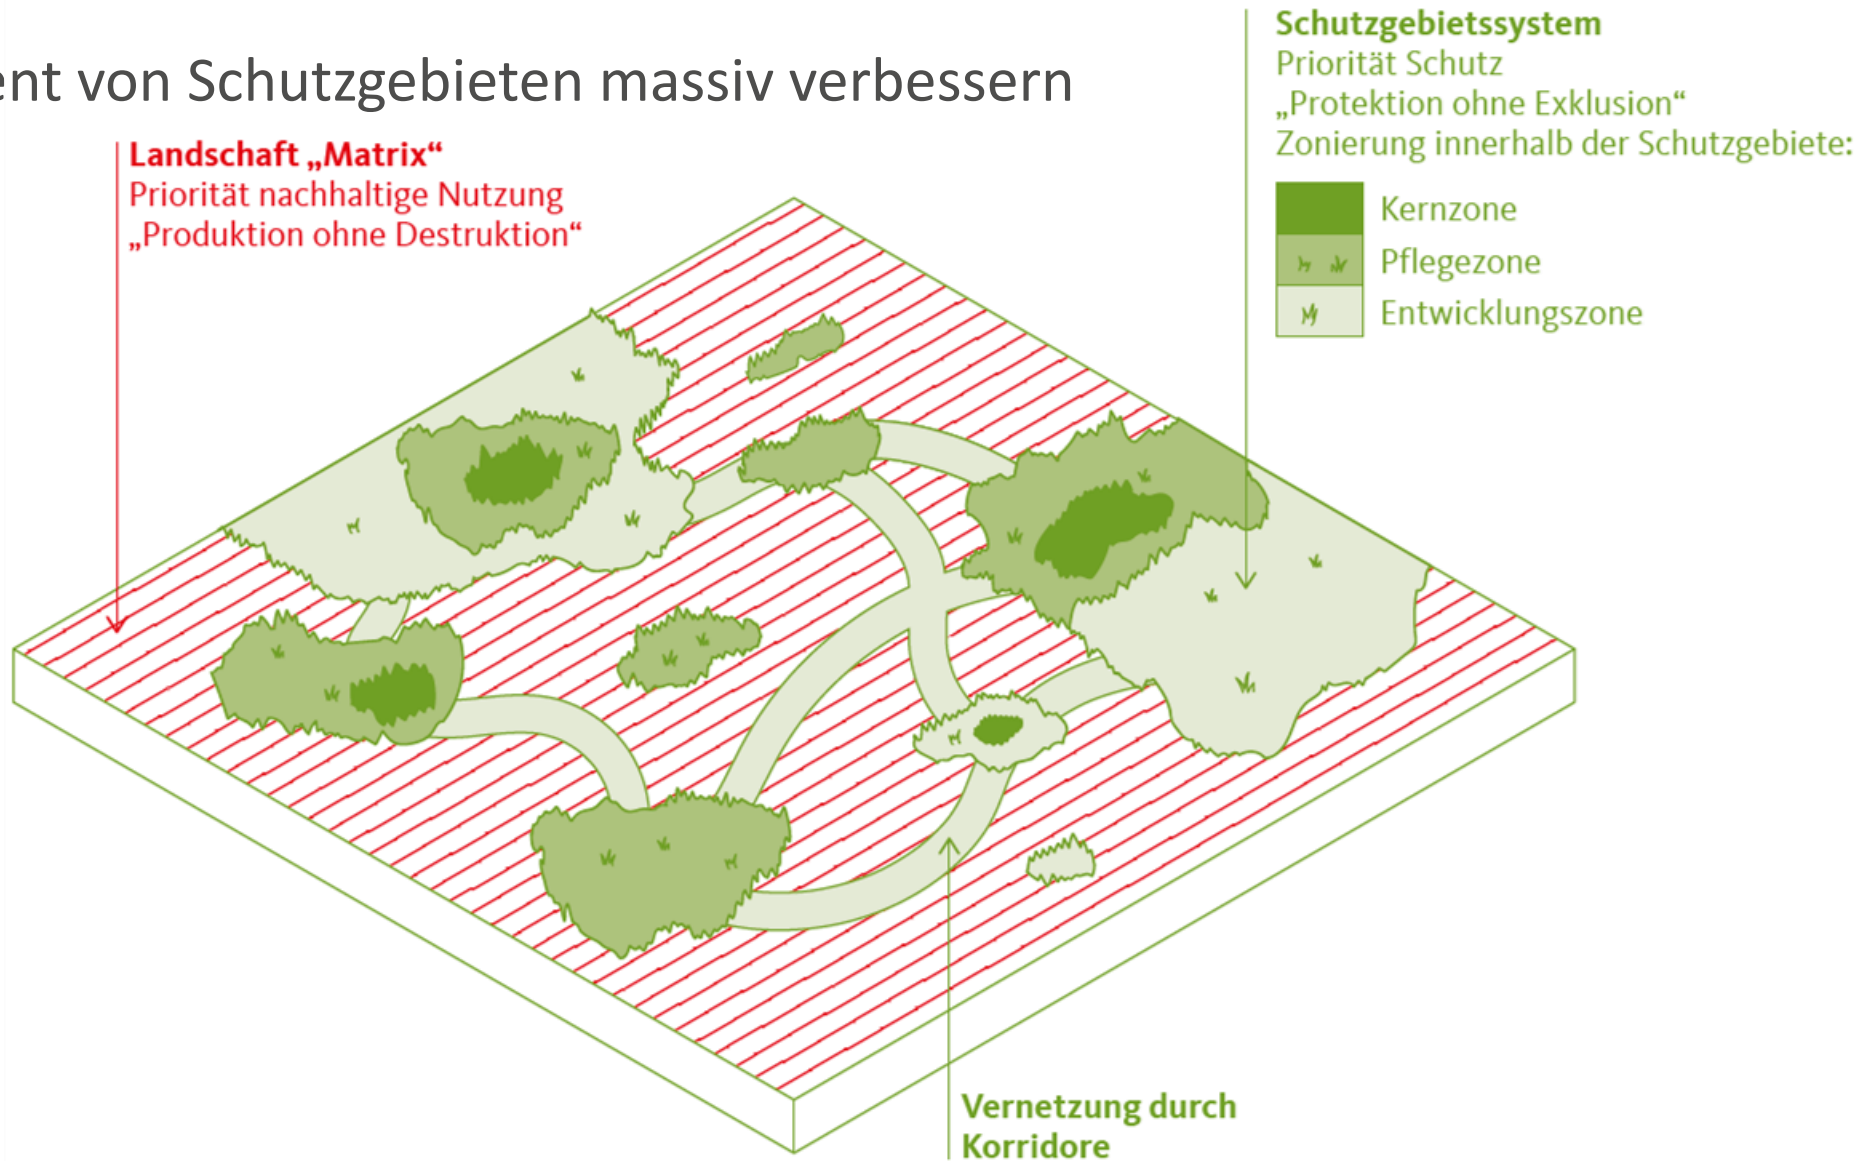 von Schutzgebieten massiv verbessern
Landschaft „Matrix“
Priorität nachhaltige Nutzung
„Produktion ohne Destruktion“
Schutzgebietssystem
Priorität Schutz
„Protektion ohne Exklusion“
Zonierung innerhalb der Schutzgebiete:
Kernzone
Pflegezone
Entwicklungszone
Vernetzung durch
Korridore